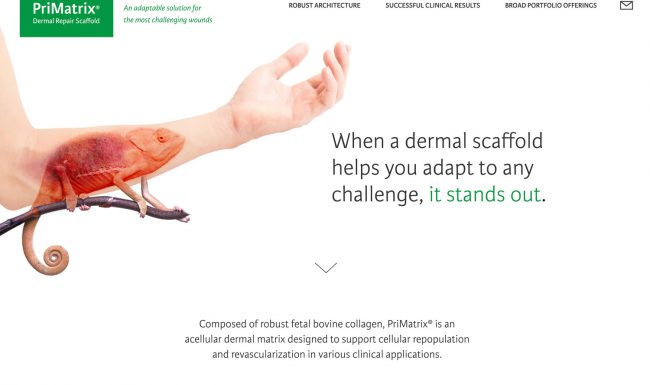 PriMatrix®
Dermal Repair Scaffold
An adaptable solution for
the most challenging wounds
ROBUST ARCHITECTURE
SUCCESSFUL CLINICAL RESULTS
BROAD PORTFOLIO OFFERINGS
When a dermal scaffold
helps you adapt to any
challenge, it stands out.
Composed of robust fetal bovine collagen, PriMatrix® is an
acellular dermal matrix designed to support cellular repopulation
and revascularization in various clinical applications.